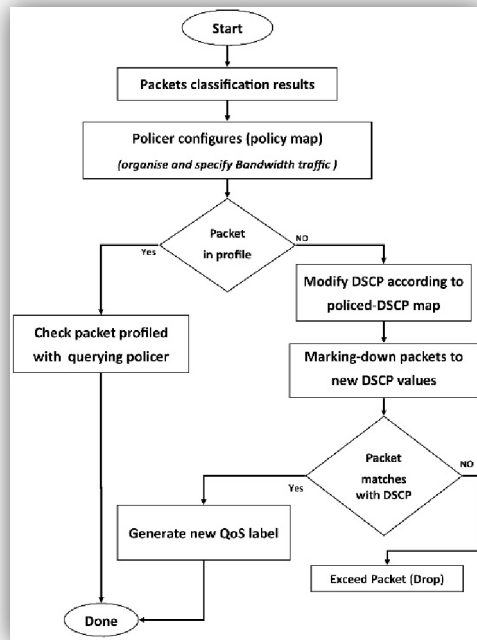 Start
Packets classification results
Policer configures (policy map)
(organise and specify Bandwidth traffic )
Packet
in profile
Yes
NO
Modify DSCP according to
policed-DSCP map
Check packet profiled
with querying policer
Marking-down packets to
new DSCP values
Packet
matches
with DSCP
Yes
NO
Generate new QoS label
Exceed Packet (Drop)
Done